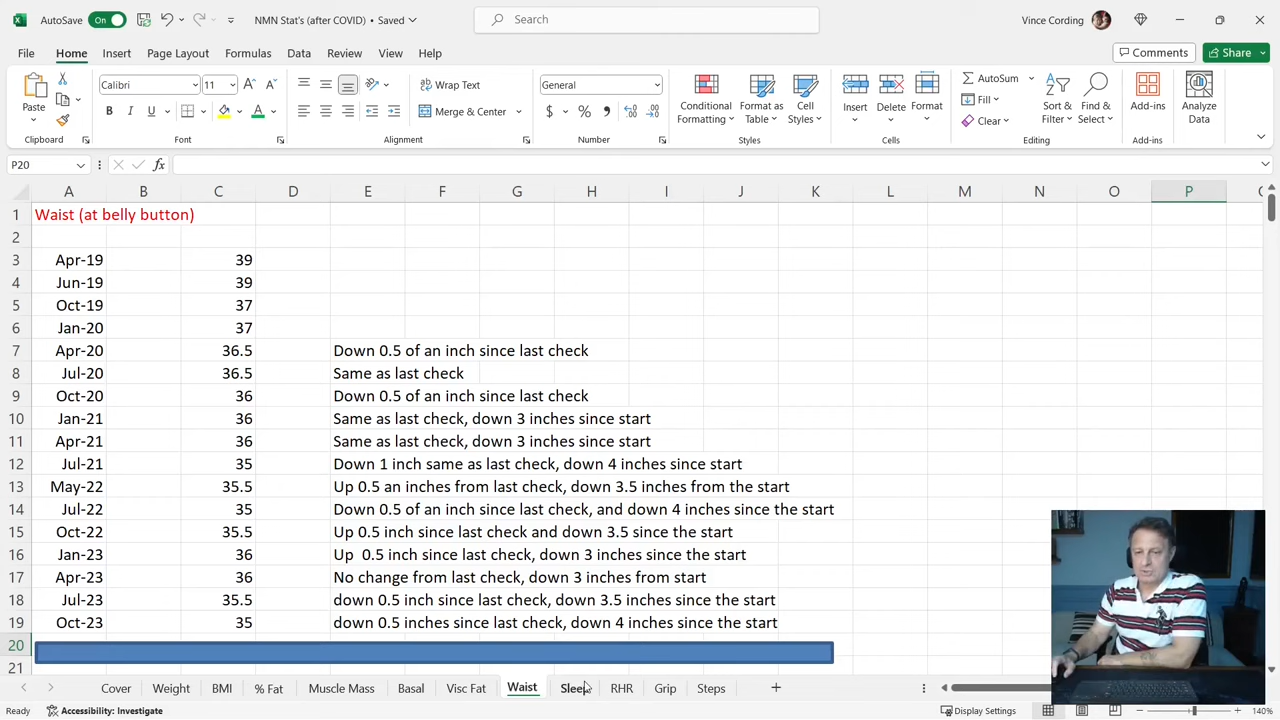 AutoSave On NMN Stat's (after COVID) • Saved Search Vince Cording
File Home Insert Page Layout Formulas Data Review View Help Comments Share
Paste Calibri 11 Wrap Text General Conditional Formatting Format as Table Cell Styles Insert Delete Format AutoSum Sort & Filter Find & Select Add-ins Analyze Data
B I U Merge & Center $ % Fill
Clear
Clipboard Font Alignment Number Styles Cells Editing Add-ins
P20 fx
A B C D E F G H I J K L M N O P
1 Waist (at belly button)
2
3 Apr-19 39
4 Jun-19 39
5 Oct-19 37
6 Jan-20 37
7 Apr-20 36.5 Down 0.5 of an inch since last check
8 Jul-20 36.5 Same as last check
9 Oct-20 36 Down 0.5 of an inch since last check
10 Jan-21 36 Same as last check, down 3 inches since start
11 Apr-21 36 Same as last check, down 3 inches since start
12 Jul-21 35 Down 1 inch same as last check, down 4 inches since start
13 May-22 35.5 Up 0.5 an inches from last check, down 3.5 inches from the start
14 Jul-22 35 Down 0.5 of an inch since last check, and down 4 inches since the start
15 Oct-22 35.5 Up 0.5 inch since last check and down 3.5 since the start
16 Jan-23 36 Up 0.5 inch since last check, down 3 inches since the start
17 Apr-23 36 No change from last check, down 3 inches from start
18 Jul-23 35.5 down 0.5 inch since last check, down 3.5 inches since the start
19 Oct-23 35 down 0.5 inches since last check, down 4 inches since the start
20
21
Cover Weight BMI % Fat Muscle Mass Basal Visc Fat Waist Sleep RHR Grip Steps
Ready Accessibility: Investigate Display Settings 140%